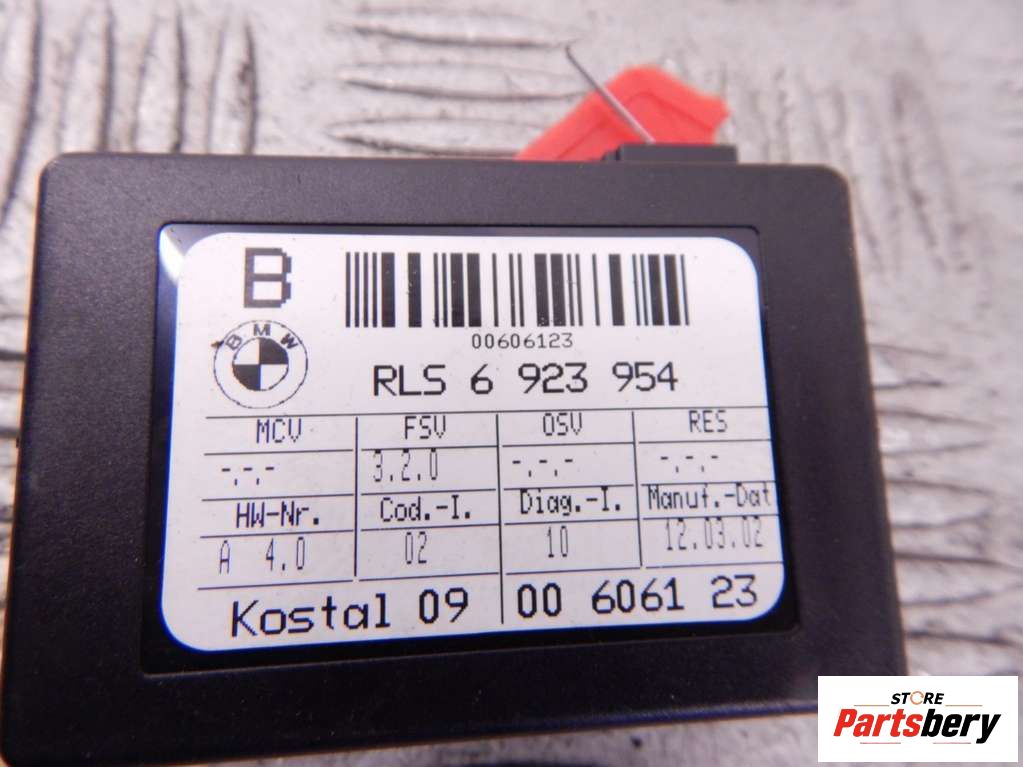 B
00606123
BMW
RLS 6 923 954
MCV FSV OSV RES
-.-.- 3.2.0 -.-.- -.-.-
HW-Nr. Cod.-I. Diag.-I. Manuf.-Dat
A 4.0 02 10 12.03.02
Kostal 09 00 6061 23
STORE
Partsbery